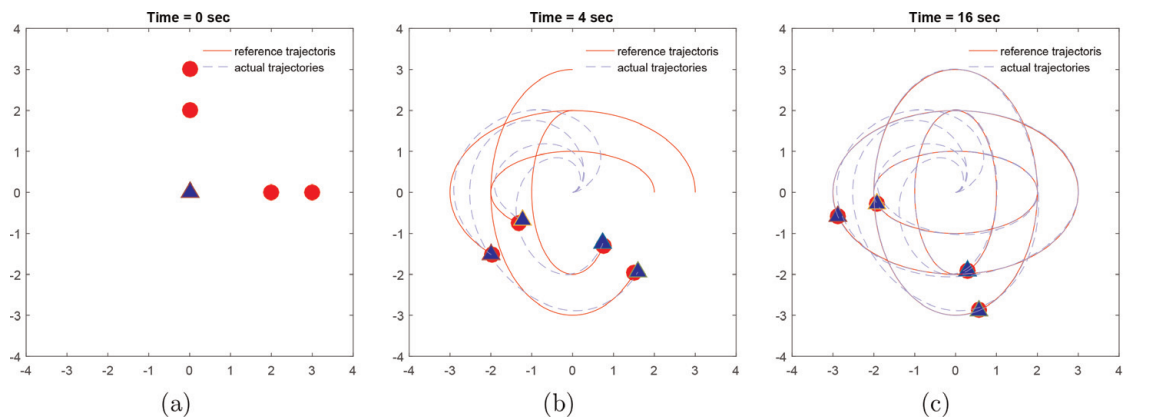 Time = 0 sec
reference trajectoris
actual trajectories
4
3
2
1
0
-1
-2
-3
-4
-4 -3 -2 -1 0 1 2 3 4
(a)
Time = 4 sec
reference trajectoris
actual trajectories
4
3
2
1
0
-1
-2
-3
-4
-4 -3 -2 -1 0 1 2 3 4
(b)
Time = 16 sec
reference trajectoris
actual trajectories
4
3
2
1
0
-1
-2
-3
-4
-4 -3 -2 -1 0 1 2 3 4
(c)